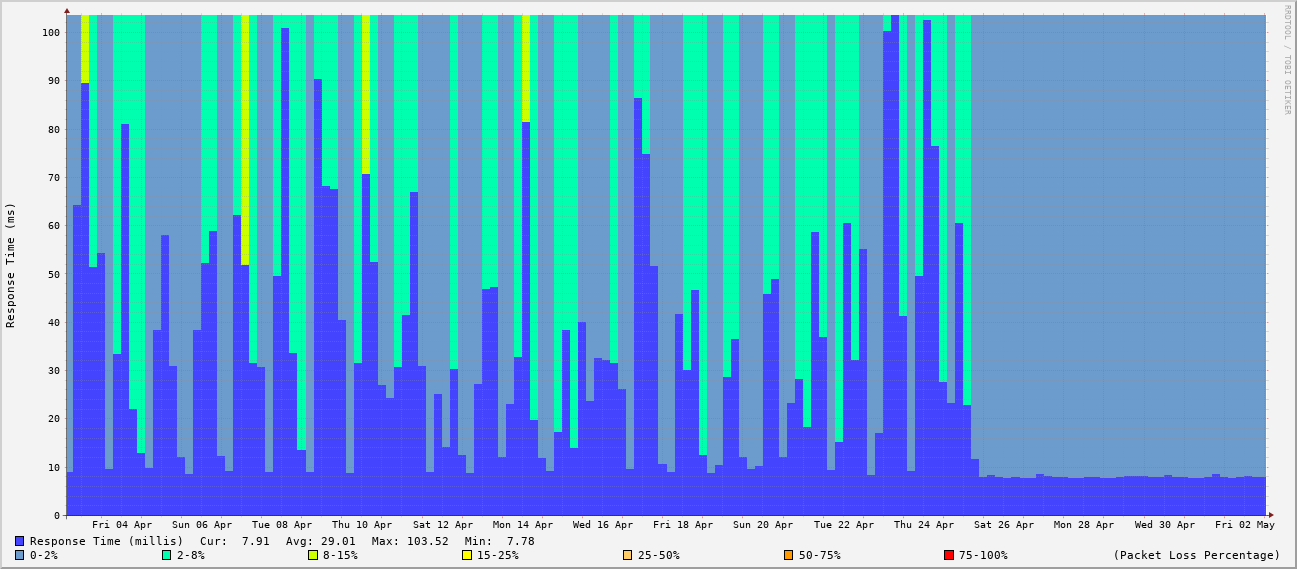 RRDTOOL / TOBI OETIKER
Response Time (ms)
100
90
80
70
60
50
40
30
20
10
0
Fri 04 Apr Sun 06 Apr Tue 08 Apr Thu 10 Apr Sat 12 Apr Mon 14 Apr Wed 16 Apr Fri 18 Apr Sun 20 Apr Tue 22 Apr Thu 24 Apr Sat 26 Apr Mon 28 Apr Wed 30 Apr Fri 02 May
Response Time (millis) Cur: 7.91 Avg: 29.01 Max: 103.52 Min: 7.78
0-2% 2-8% 8-15% 15-25% 25-50% 50-75% 75-100% (Packet Loss Percentage)